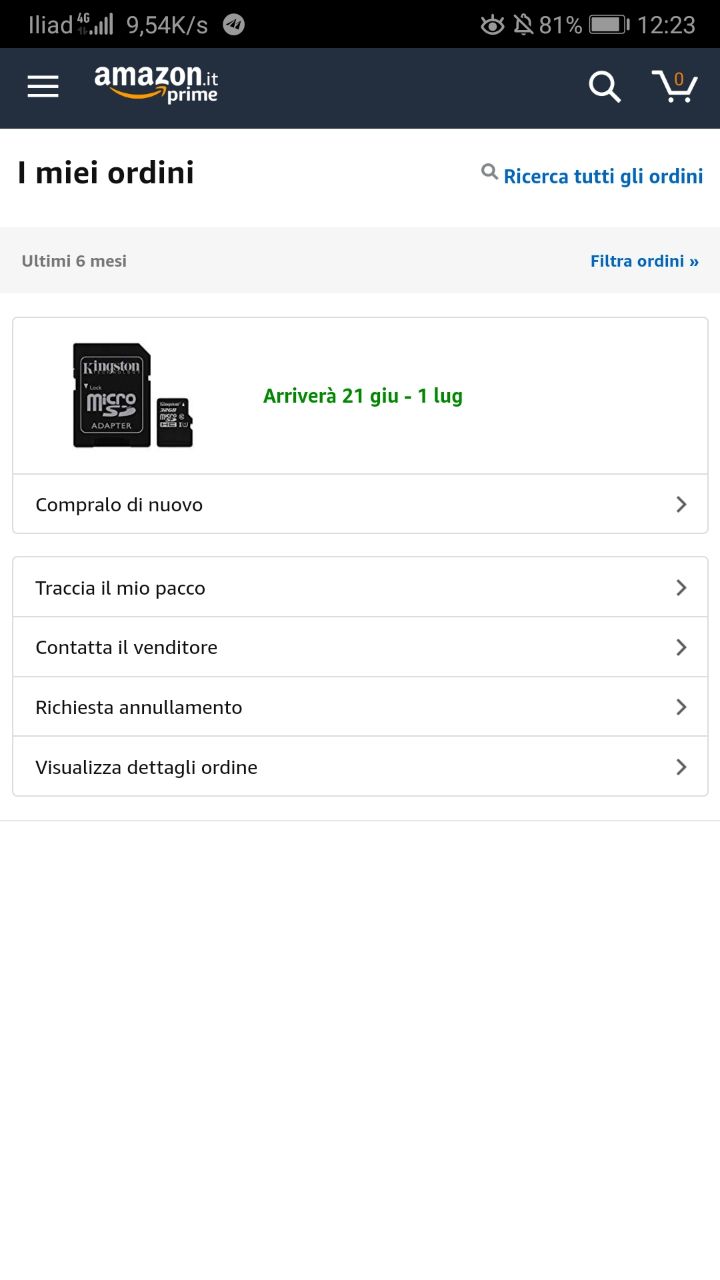 Iliad 4G 9,54K/s 81% 12:23
amazon.it
prime
0
I miei ordini
Ricerca tutti gli ordini
Ultimi 6 mesi
Filtra ordini »
Kingston
TECHNOLOGY
Lock
micro
SD
ADAPTER
Kingston
32GB
micro
SD
HC I U1
Arriverà 21 giu - 1 lug
Compralo di nuovo
Traccia il mio pacco
Contatta il venditore
Richiesta annullamento
Visualizza dettagli ordine